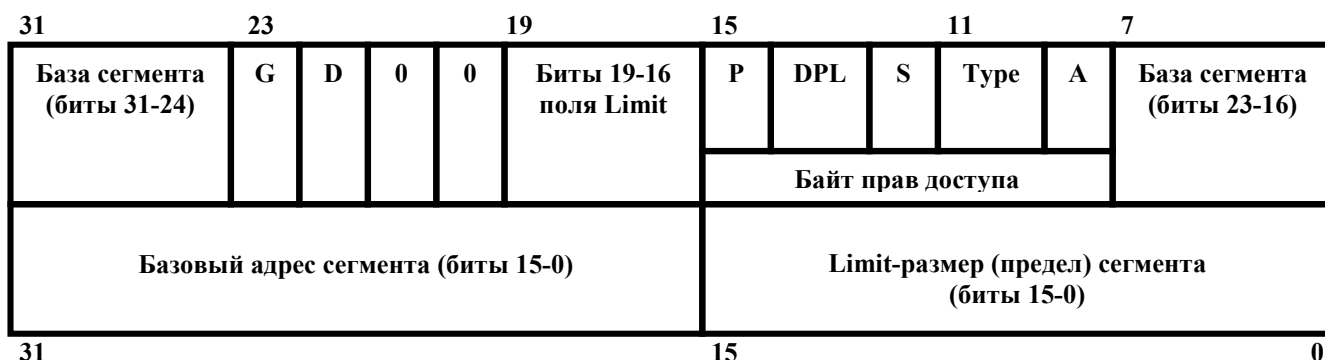 31 23 19 15 11 7
База сегмента G D 0 0 Биты 19-16 P DPL S Type A База сегмента
(биты 31-24) поля Limit (биты 23-16)
Байт прав доступа
Базовый адрес сегмента (биты 15-0) Limit-размер (предел) сегмента
(биты 15-0)
31 15 0